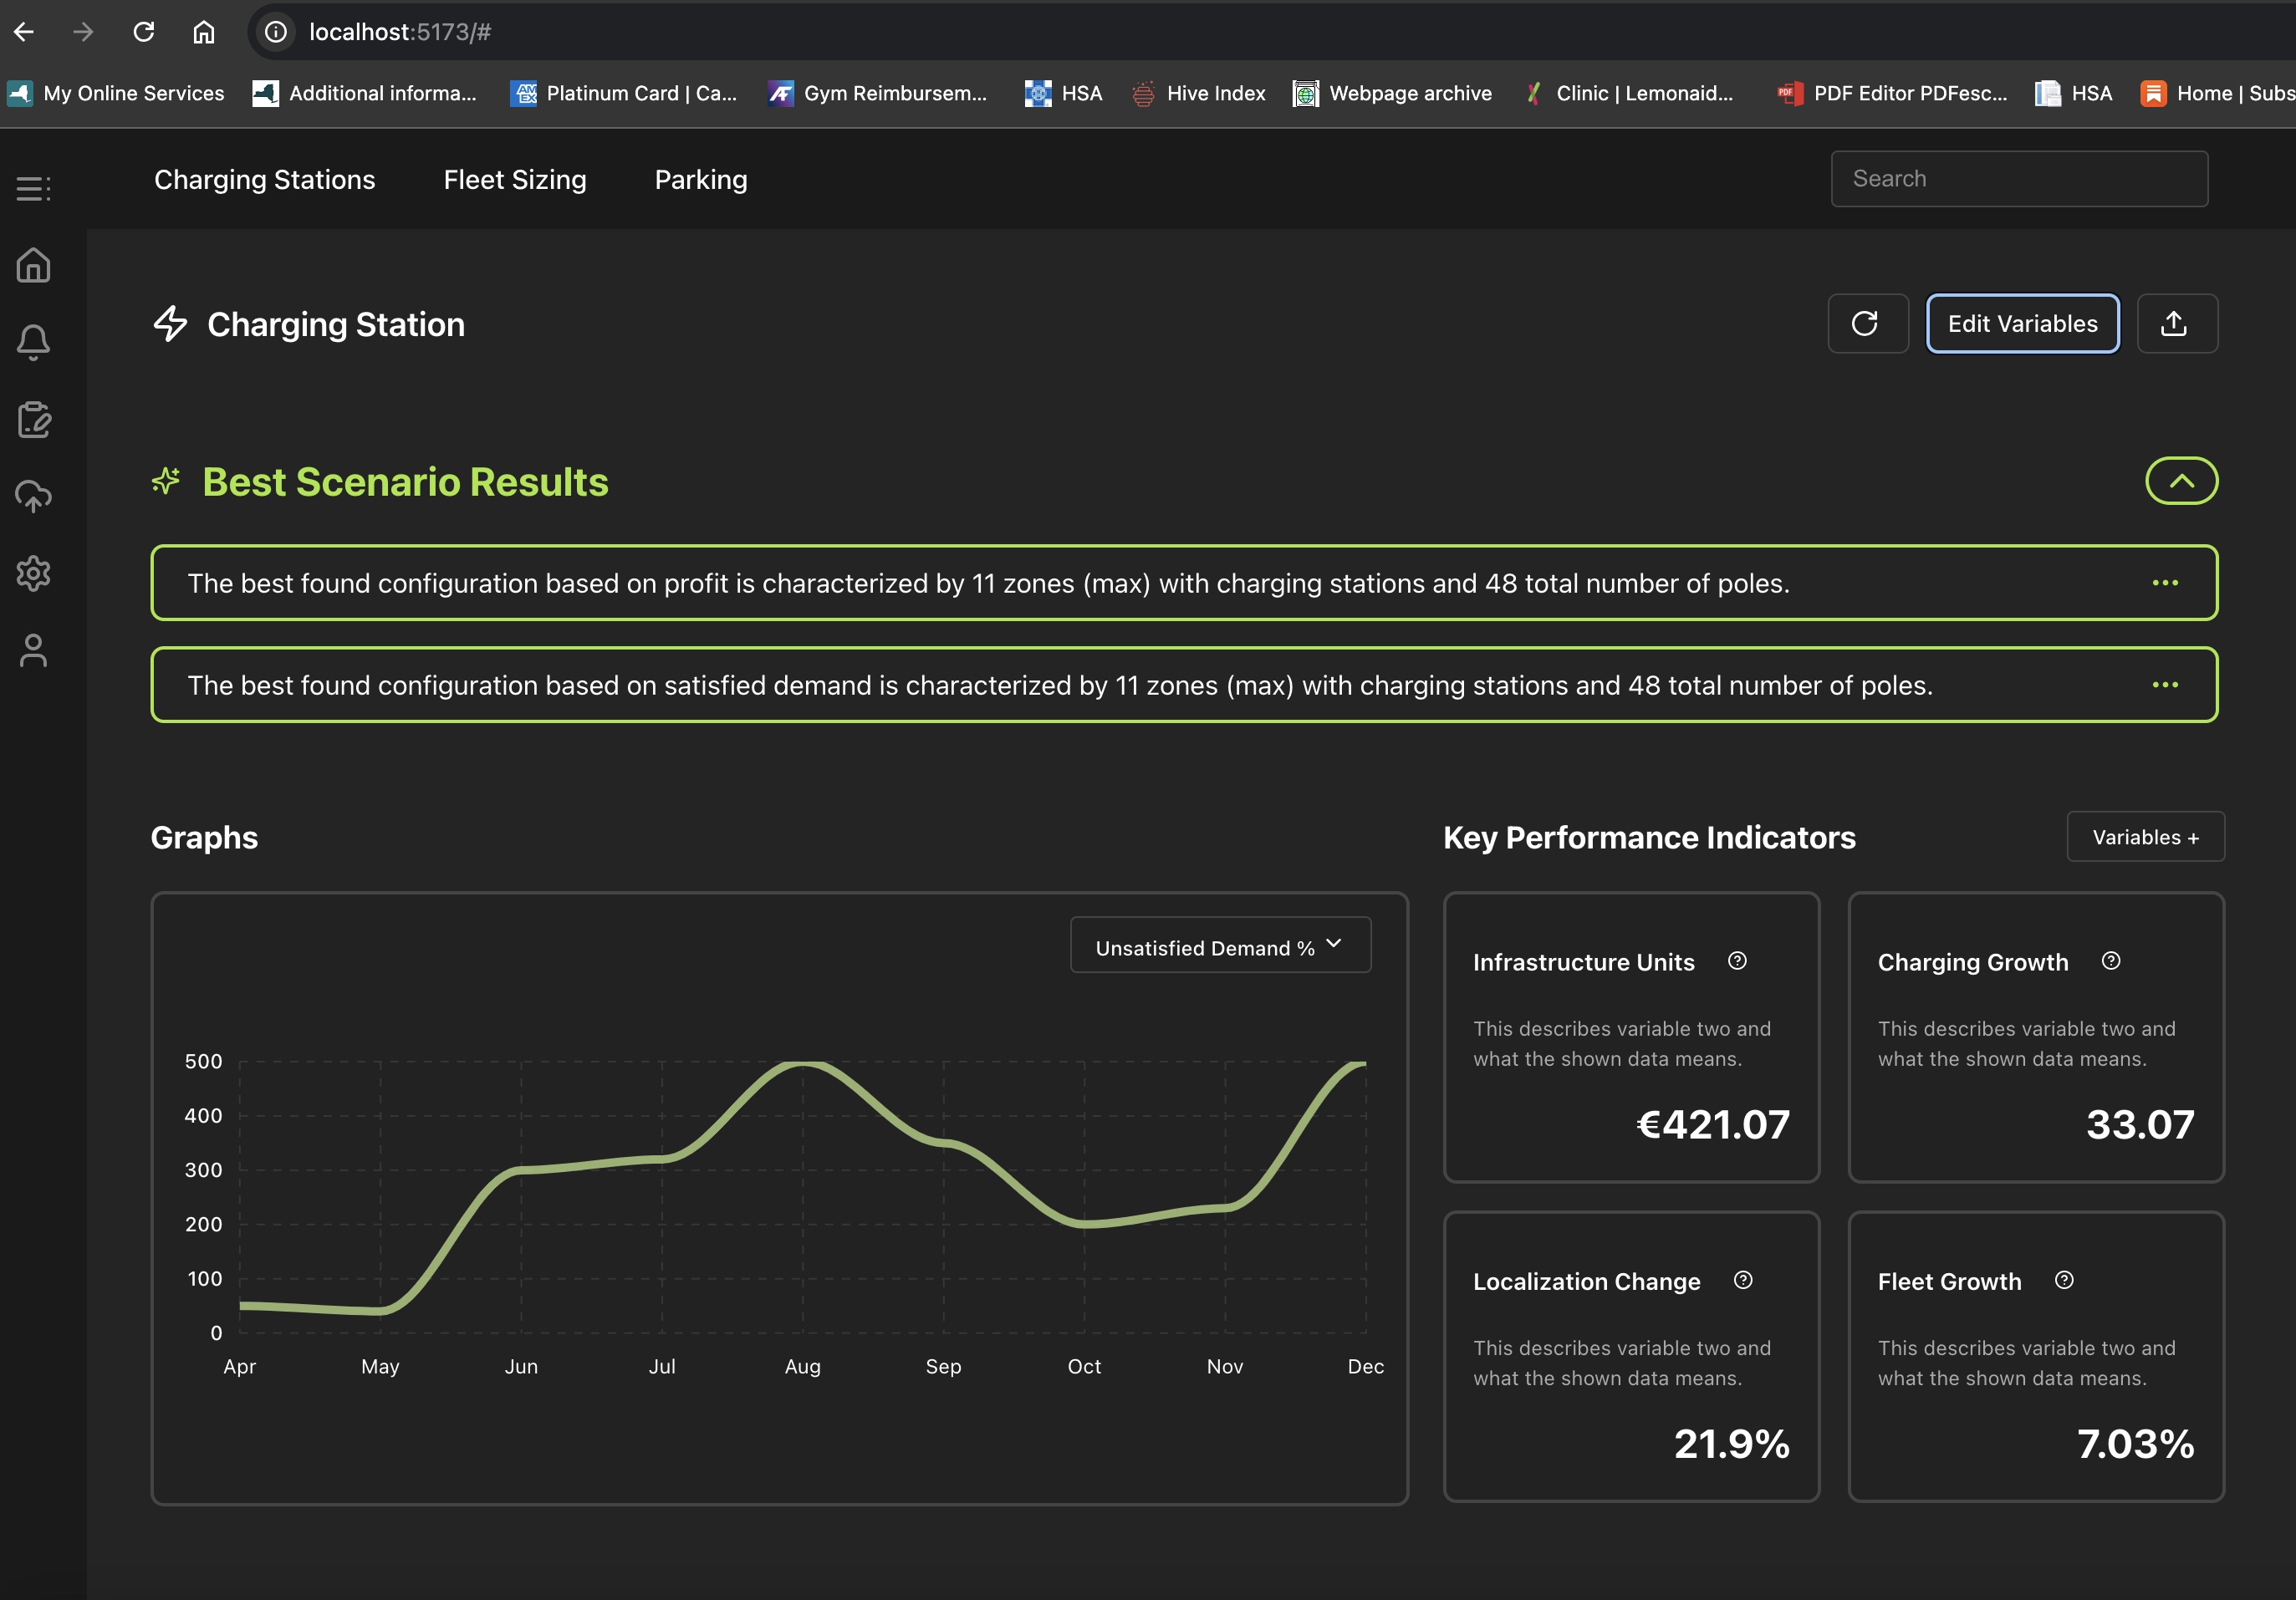 localhost:5173/#
My Online Services Additional informa... Platinum Card | Ca... Gym Reimbursem... HSA Hive Index Webpage archive Clinic | Lemonaid... PDF Editor PDFesc... HSA Home | Subs
Charging Stations Fleet Sizing Parking Search
Charging Station Edit Variables
Best Scenario Results
The best found configuration based on profit is characterized by 11 zones (max) with charging stations and 48 total number of poles.
The best found configuration based on satisfied demand is characterized by 11 zones (max) with charging stations and 48 total number of poles.
Graphs
Unsatisfied Demand %
500
400
300
200
100
0
Apr May Jun Jul Aug Sep Oct Nov Dec
Key Performance Indicators Variables +
Infrastructure Units
This describes variable two and
what the shown data means.
€421.07
Charging Growth
This describes variable two and
what the shown data means.
33.07
Localization Change
This describes variable two and
what the shown data means.
21.9%
Fleet Growth
This describes variable two and
what the shown data means.
7.03%